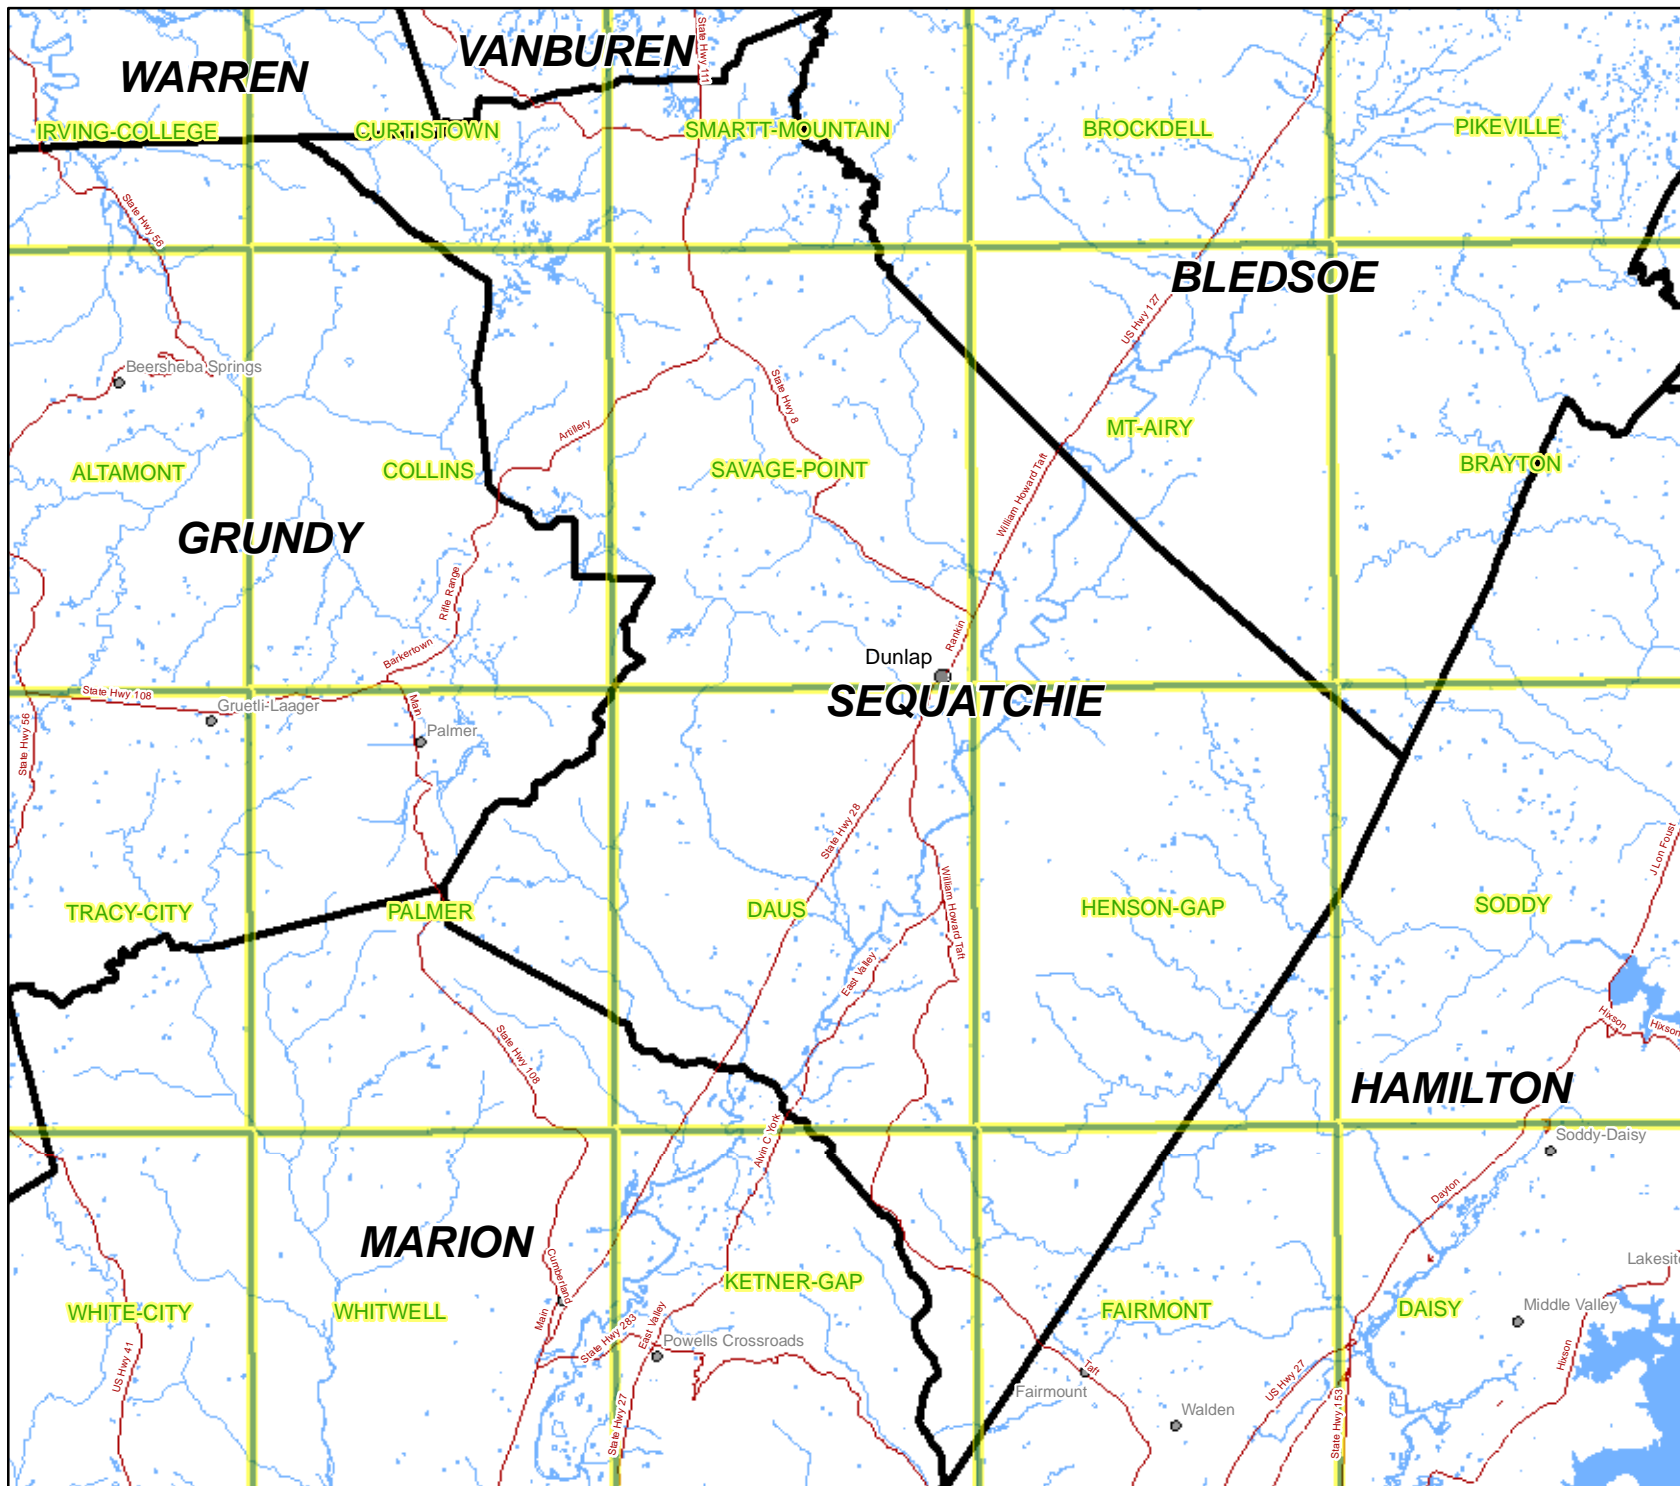 VANBUREN
State Hwy 111
WARREN
IRVING-COLLEGE
CURTISTOWN
SMARTT-MOUNTAIN
BROCKDELL
PIKEVILLE
State Hwy 56
BLEDSOE
US Hwy 127
Beersheba Springs
State Hwy 8
Artillery
MT-AIRY
ALTAMONT
COLLINS
SAVAGE-POINT
BRAYTON
William Howard Taft
GRUNDY
Rifle Range
Rankin
Barkertown
Dunlap
State Hwy 108
Main
SEQUATCHIE
Gruetli-Laager
Palmer
State Hwy 56
State Hwy 28
J Lon Foust
William Howard Taft
TRACY-CITY
PALMER
DAUS
HENSON-GAP
SODDY
East Valley
Hixson
Hixson
State Hwy 108
HAMILTON
Alvin C York
Soddy-Daisy
Dayton
MARION
Lakesite
Cumberland
KETNER-GAP
WHITE-CITY
WHITWELL
FAIRMONT
DAISY
Middle Valley
Main
State Hwy 283
East Valley
Powells Crossroads
Hixson
US Hwy 41
Taft
US Hwy 27
Fairmount
Walden
State Hwy 27
State Hwy 153